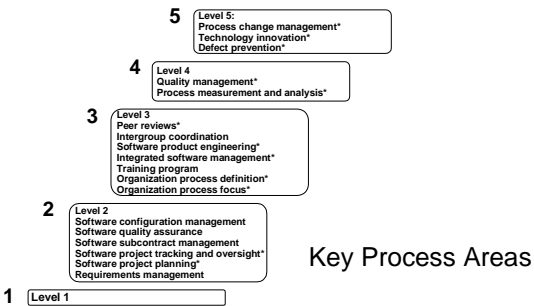 5
Level 5:
Process change management*
Technology innovation*
Defect prevention*
4
Level 4
Quality management*
Process measurement and analysis*
3
Level 3
Peer reviews*
Intergroup coordination
Software product engineering*
Integrated software management*
Training program
Organization process definition*
Organization process focus*
2
Level 2
Software configuration management
Software quality assurance
Software subcontract management
Software project tracking and oversight*
Software project planning*
Requirements management
Key Process Areas
1
Level 1